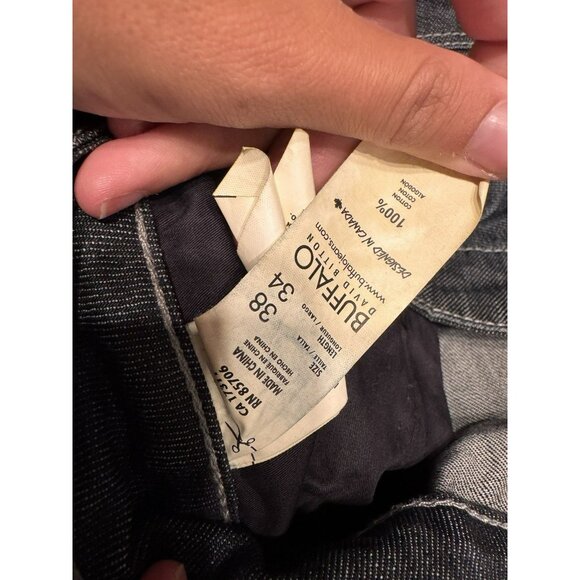 100%
COTTON
COTON
ALGODON
DESIGNED IN CANADA
www.buffalojeans.com
BUFFALO
DAVID BITTON
SIZE 38
TAILLE / TALLA
LENGTH 34
LONGUEUR / LARGO
MADE IN CHINA
FABRIQUÉ EN CHINE
HECHO EN CHINA
RN 85706